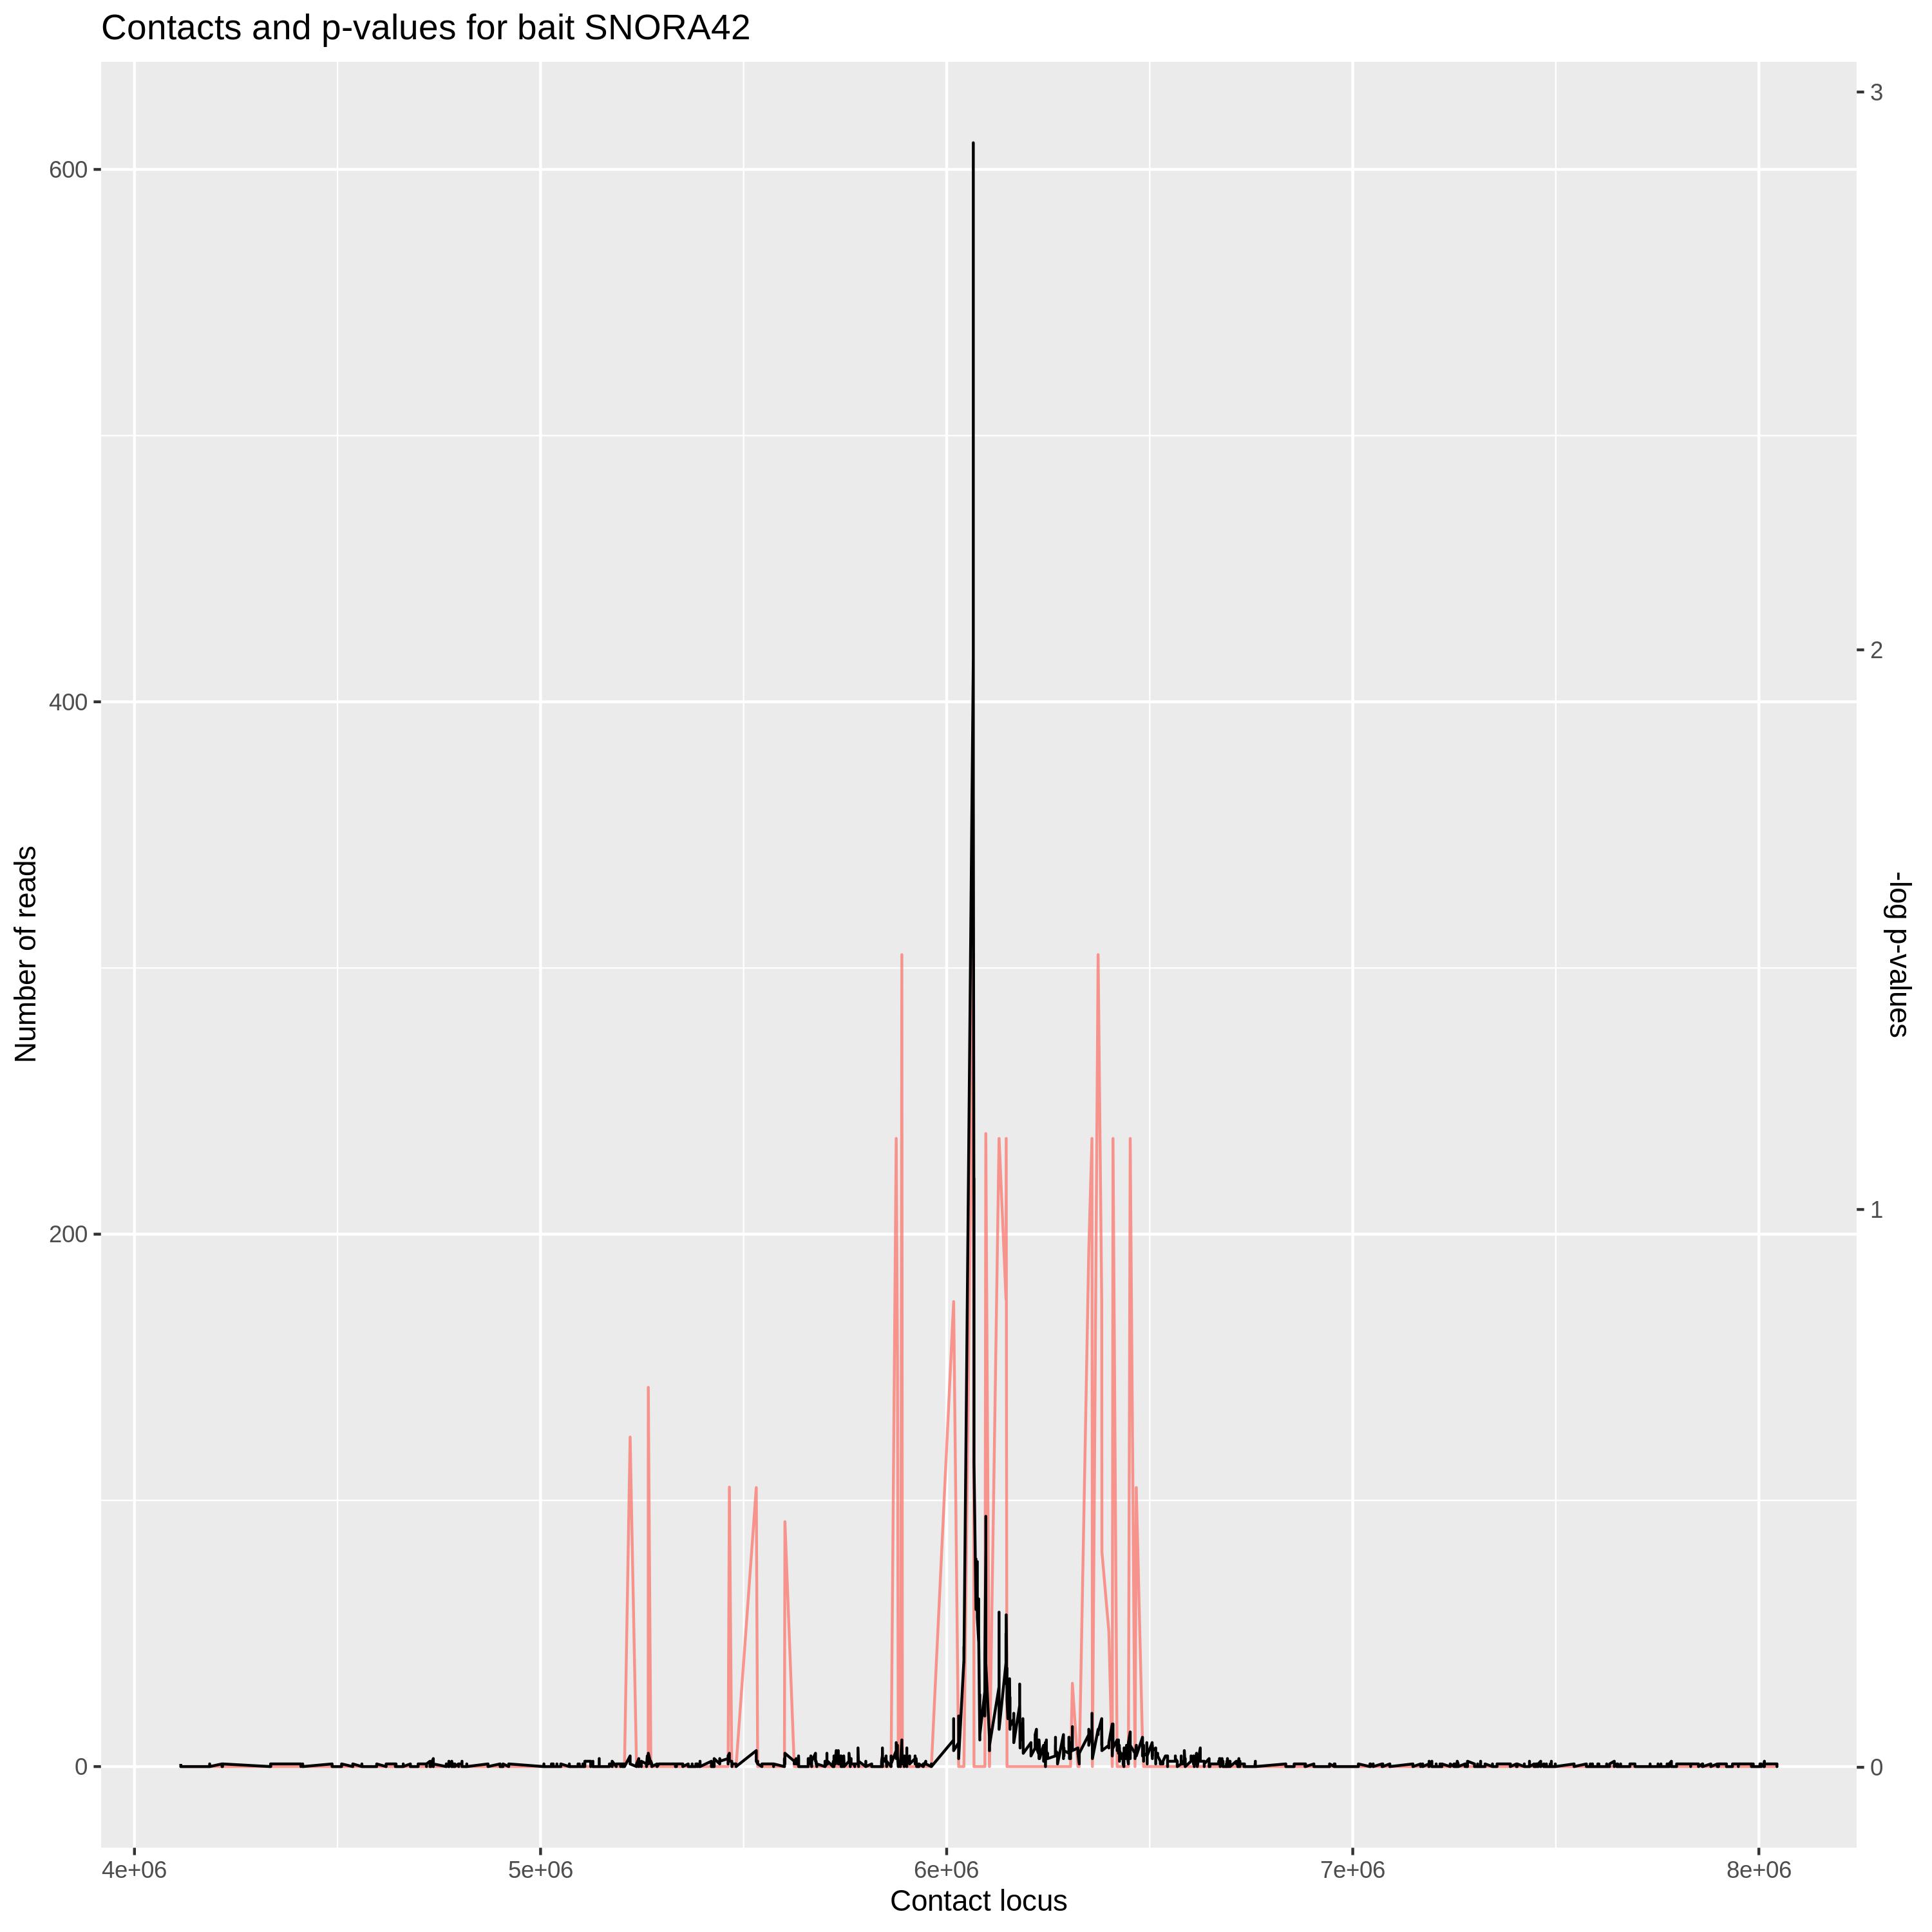 Contacts and p-values for bait SNORA42
600
400
200
0
Number of reads
3
2
1
0
-log p-values
4e+06
5e+06
6e+06
7e+06
8e+06
Contact locus